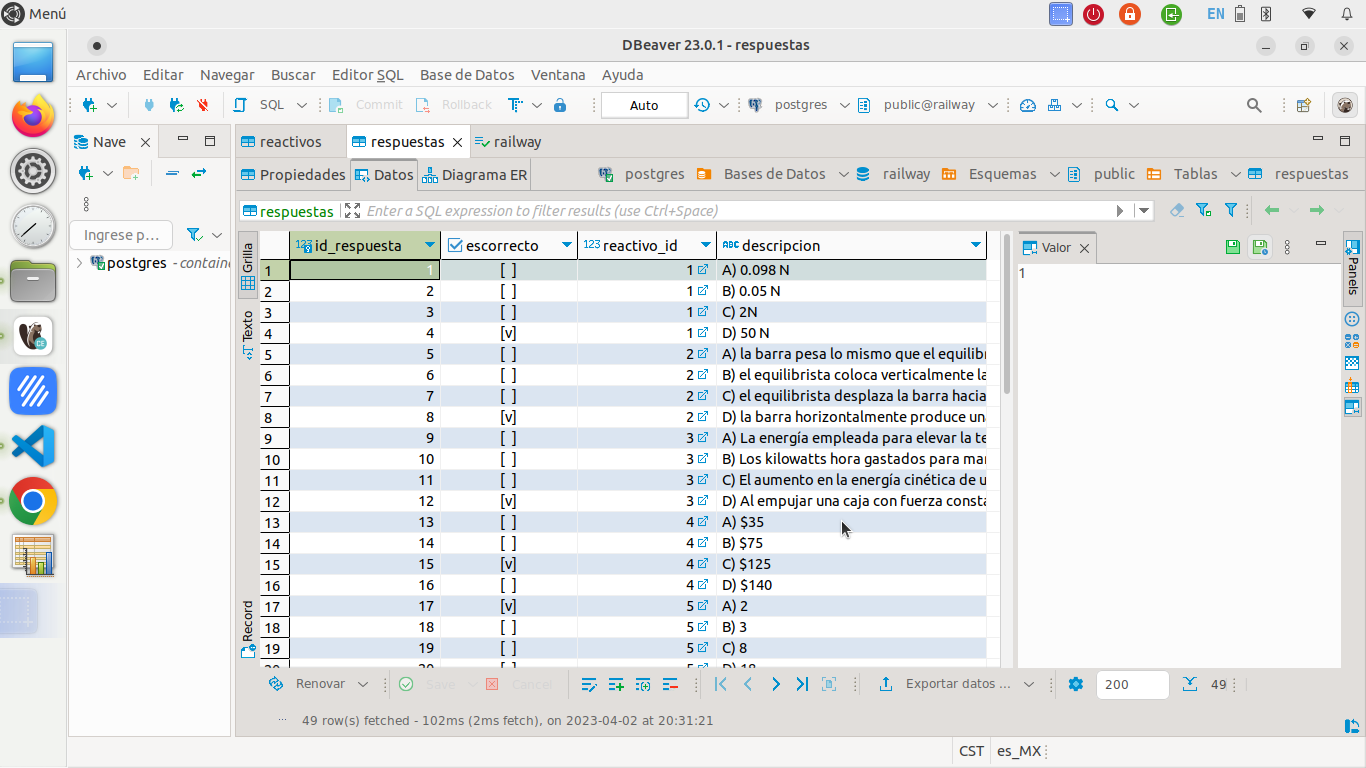 Menú
EN
DBeaver 23.0.1 - respuestas
Archivo Editar Navegar Buscar Editor SQL Base de Datos Ventana Ayuda
SQL Commit Rollback Auto postgres public@railway
Nave reactivos respuestas railway
Propiedades Datos Diagrama ER postgres Bases de Datos railway Esquemas public Tablas respuestas
respuestas Enter a SQL expression to filter results (use Ctrl+Space)
Ingrese p...
postgres - containe
Grilla
Texto
Record
id_respuesta escorrecto reactivo_id descripcion
1 1 [ ] 1 A) 0.098 N
2 2 [ ] 1 B) 0.05 N
3 3 [ ] 1 C) 2N
4 4 [v] 1 D) 50 N
5 5 [ ] 2 A) la barra pesa lo mismo que el equilibr
6 6 [ ] 2 B) el equilibrista coloca verticalmente la
7 7 [ ] 2 C) el equilibrista desplaza la barra hacia
8 8 [v] 2 D) la barra horizontalmente produce un
9 9 [ ] 3 A) La energía empleada para elevar la te
10 10 [ ] 3 B) Los kilowatts hora gastados para ma
11 11 [ ] 3 C) El aumento en la energía cinética de u
12 12 [v] 3 D) Al empujar una caja con fuerza consta
13 13 [ ] 4 A) $35
14 14 [ ] 4 B) $75
15 15 [v] 4 C) $125
16 16 [ ] 4 D) $140
17 17 [v] 5 A) 2
18 18 [ ] 5 B) 3
19 19 [ ] 5 C) 8
20 20 [ ] 5 D) 18
Valor
1
Panels
Renovar Save Cancel Exportar datos ... 200 49
49 row(s) fetched - 102ms (2ms fetch), on 2023-04-02 at 20:31:21
CST es_MX